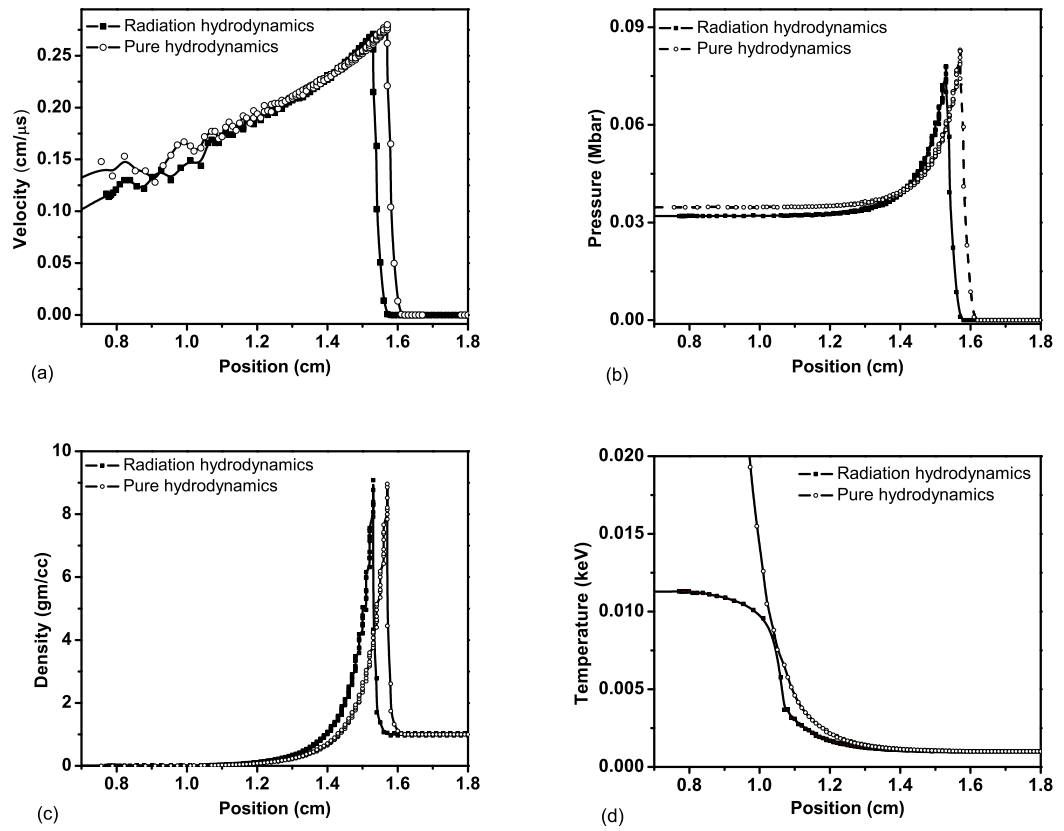 Radiation hydrodynamics
Pure hydrodynamics
0.25
0.20
0.15
0.10
0.05
0.00
Velocity (cm/µs)
0.8 1.0 1.2 1.4 1.6 1.8
Position (cm)
(a)
Radiation hydrodynamics
Pure hydrodynamics
0.09
0.06
0.03
0.00
Pressure (Mbar)
0.8 1.0 1.2 1.4 1.6 1.8
Position (cm)
(b)
Radiation hydrodynamics
Pure hydrodynamics
10
8
6
4
2
0
Density (gm/cc)
0.8 1.0 1.2 1.4 1.6 1.8
Position (cm)
(c)
Radiation hydrodynamics
Pure hydrodynamics
0.020
0.015
0.010
0.005
0.000
Temperature (keV)
0.8 1.0 1.2 1.4 1.6 1.8
Position (cm)
(d)